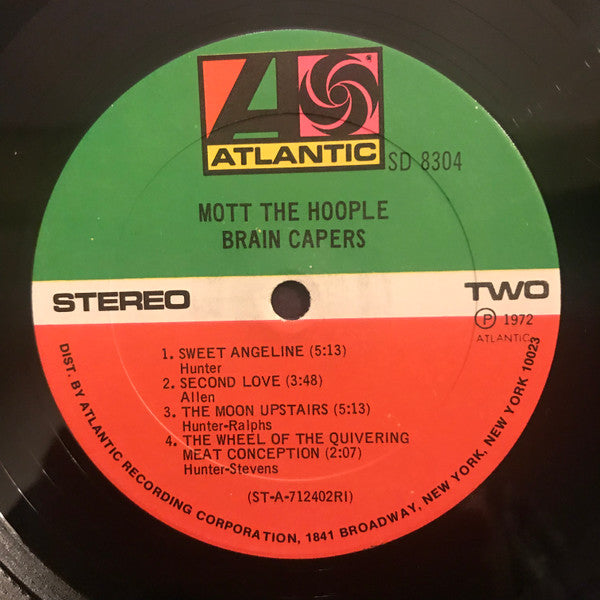 ATLANTIC
SD 8304
MOTT THE HOOPLE
BRAIN CAPERS
STEREO
TWO
Ⓟ 1972
ATLANTIC
1. SWEET ANGELINE (5:13)
Hunter
2. SECOND LOVE (3:48)
Allen
3. THE MOON UPSTAIRS (5:13)
Hunter-Ralphs
4. THE WHEEL OF THE QUIVERING
MEAT CONCEPTION (2:07)
Hunter-Stevens
(ST-A-712402RI)
DIST. BY ATLANTIC RECORDING CORPORATION, 1841 BROADWAY, NEW YORK, NEW YORK 10023